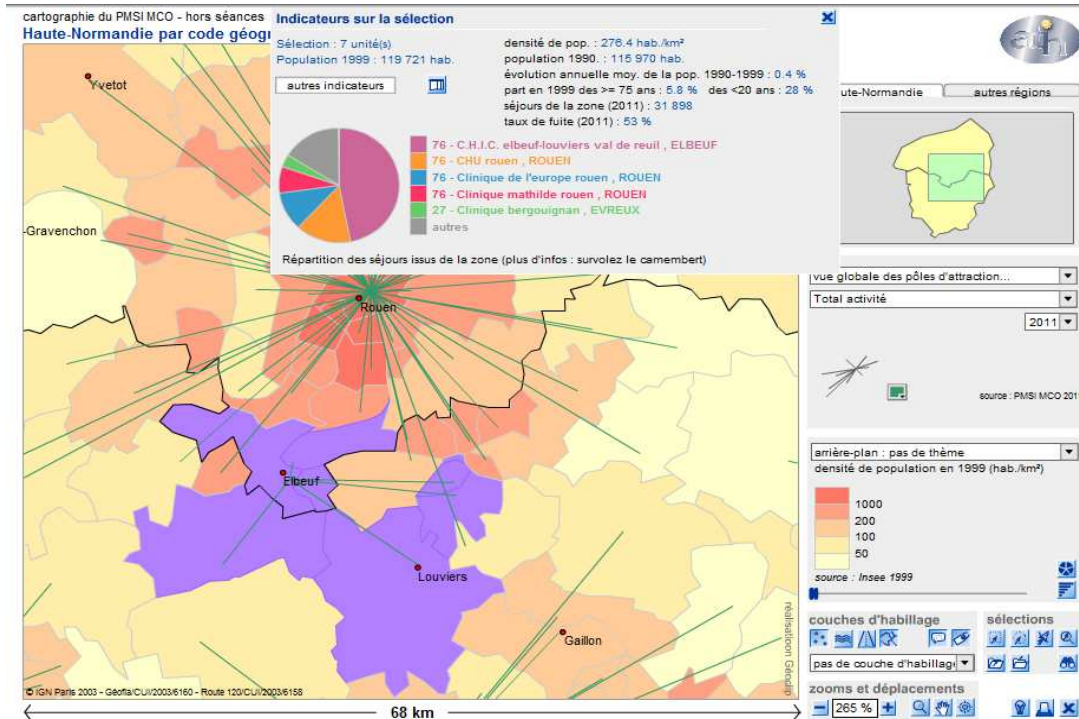 cartographie du PMSI MCO - hors séances
Haute-Normandie par code géogr
Indicateurs sur la sélection
Sélection : 7 unité(s)
Population 1999 : 119 721 hab.
autres indicateurs
densité de pop. : 276.4 hab./km²
population 1990. : 115 970 hab.
évolution annuelle moy. de la pop. 1990-1999 : 0.4 %
part en 1999 des >= 75 ans : 5.8 % des <20 ans : 28 %
séjours de la zone (2011) : 31 898
taux de fuite (2011) : 53 %
76 - C.H.I.C. elbeuf-louviers val de reuil , ELBEUF
76 - CHU rouen , ROUEN
76 - Clinique de l'europe rouen , ROUEN
76 - Clinique mathilde rouen , ROUEN
27 - Clinique bergouignan , EVREUX
autres
Répartition des séjours issus de la zone (plus d'infos : survolez le camembert)
Yvetot
-Gravenchon
Rouen
Elbeuf
Louviers
Gaillon
© IGN Paris 2003 - Géofla/CUI/2003/6160 - Route 120/CUI/2003/6158
réalisation Géoclip
68 km
atih
ute-Normandie
autres régions
vue globale des pôles d'attraction...
Total activité
2011
source : PMSI MCO 2011
arrière-plan : pas de thème
densité de population en 1999 (hab./km²)
1000
200
100
50
source : Insee 1999
couches d'habillage
sélections
pas de couche d'habillage
zooms et déplacements
265 %